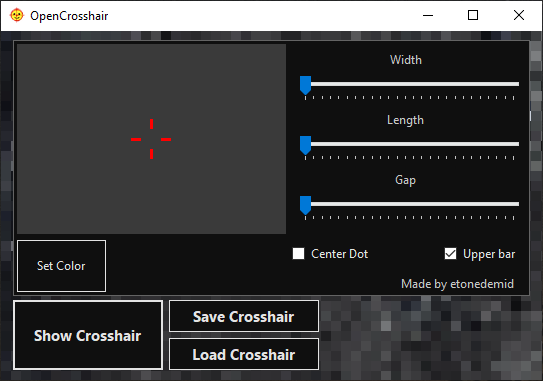 OpenCrosshair
Width
Length
Gap
Center Dot
Upper bar
Set Color
Made by etonedemid
Show Crosshair
Save Crosshair
Load Crosshair